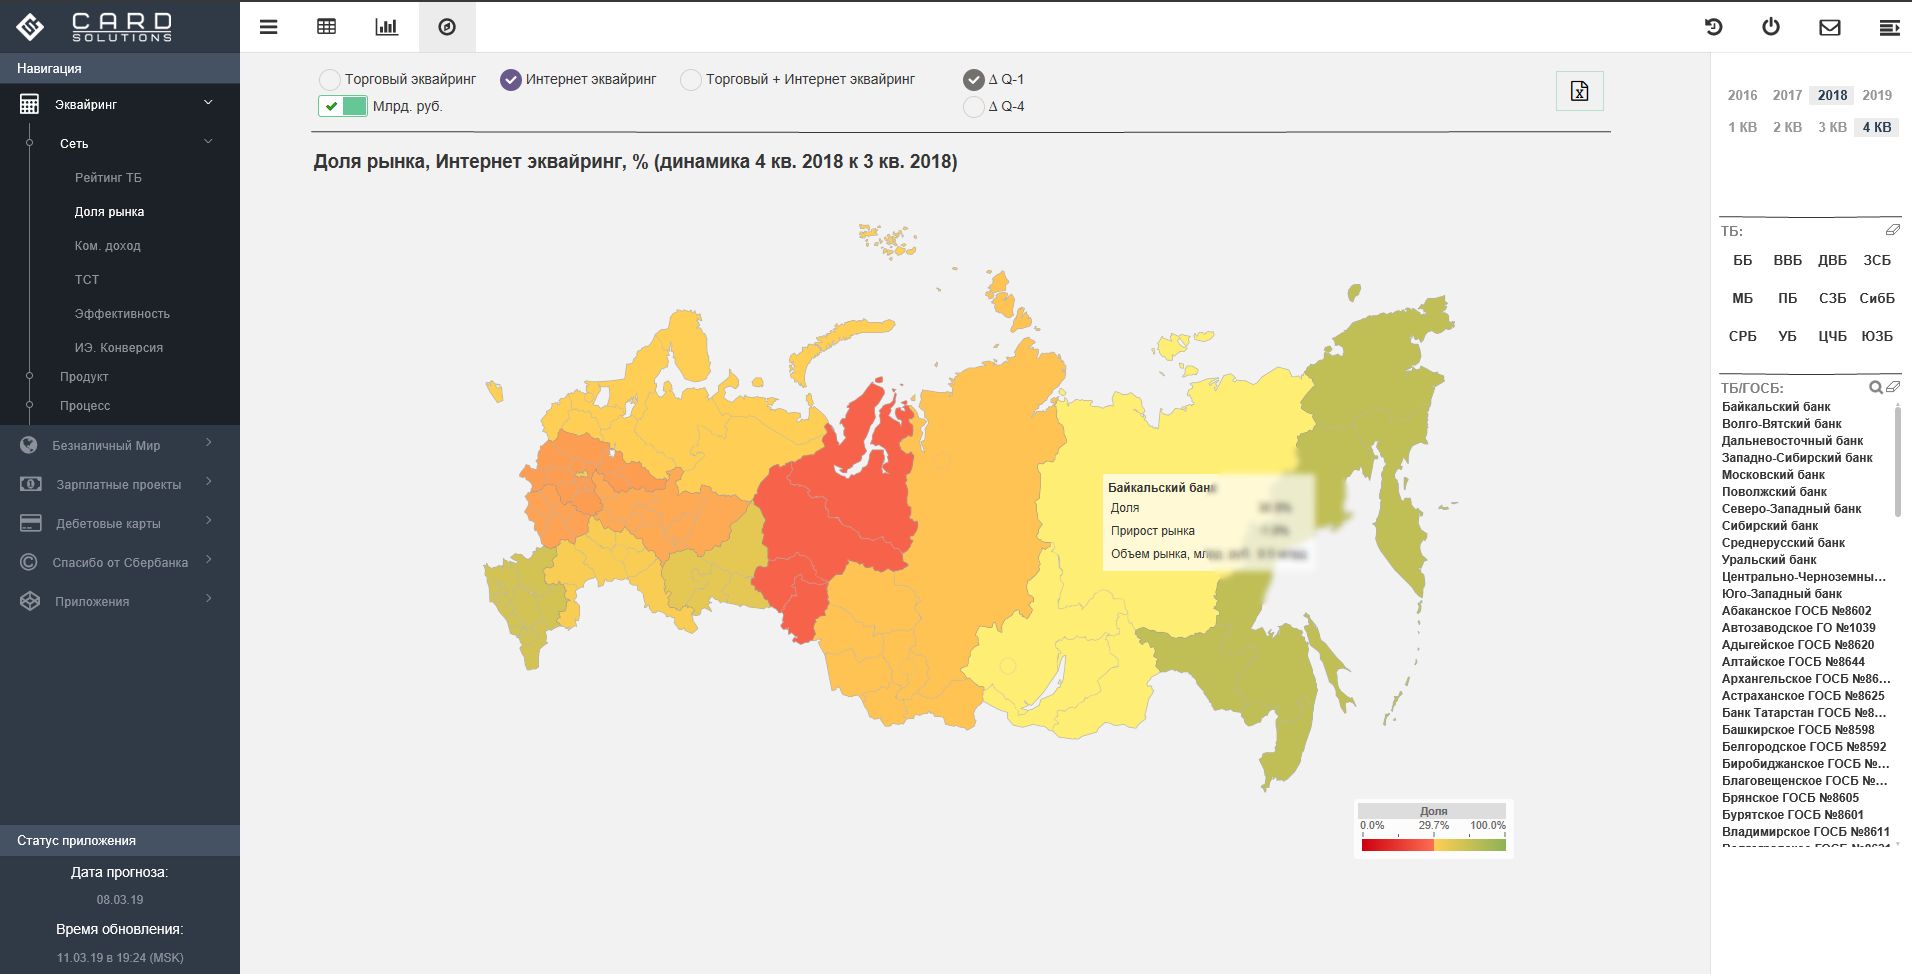 CARD
SOLUTIONS
Навигация
Эквайринг
Сеть
Рейтинг ТБ
Доля рынка
Ком. доход
ТСТ
Эффективность
ИЭ. Конверсия
Продукт
Процесс
Безналичный Мир
Зарплатные проекты
Дебетовые карты
Спасибо от Сбербанка
Приложения
Статус приложения
Дата прогноза:
08.03.19
Время обновления:
11.03.19 в 19:24 (MSK)
Торговый эквайринг Интернет эквайринг Торговый + Интернет эквайринг Δ Q-1
Млрд. руб. Δ Q-4
Доля рынка, Интернет эквайринг, % (динамика 4 кв. 2018 к 3 кв. 2018)
Байкальский банк
Доля
Прирост рынка
Объем рынка, млрд. руб.
Доля
0.0% 29.7% 100.0%
2016 2017 2018 2019
1 КВ 2 КВ 3 КВ 4 КВ
ТБ:
ББ ВВБ ДВБ ЗСБ
МБ ПБ СЗБ СибБ
СРБ УБ ЦЧБ ЮЗБ
ТБ/ГОСБ:
Байкальский банк
Волго-Вятский банк
Дальневосточный банк
Западно-Сибирский банк
Московский банк
Поволжский банк
Северо-Западный банк
Сибирский банк
Среднерусский банк
Уральский банк
Центрально-Черноземны...
Юго-Западный банк
Абаканское ГОСБ №8602
Автозаводское ГО №1039
Адыгейское ГОСБ №8620
Алтайское ГОСБ №8644
Архангельское ГОСБ №86...
Астраханское ГОСБ №8625
Банк Татарстан ГОСБ №8...
Башкирское ГОСБ №8598
Белгородское ГОСБ №8592
Биробиджанское ГОСБ №...
Благовещенское ГОСБ №...
Брянское ГОСБ №8605
Бурятское ГОСБ №8601
Владимирское ГОСБ №8611